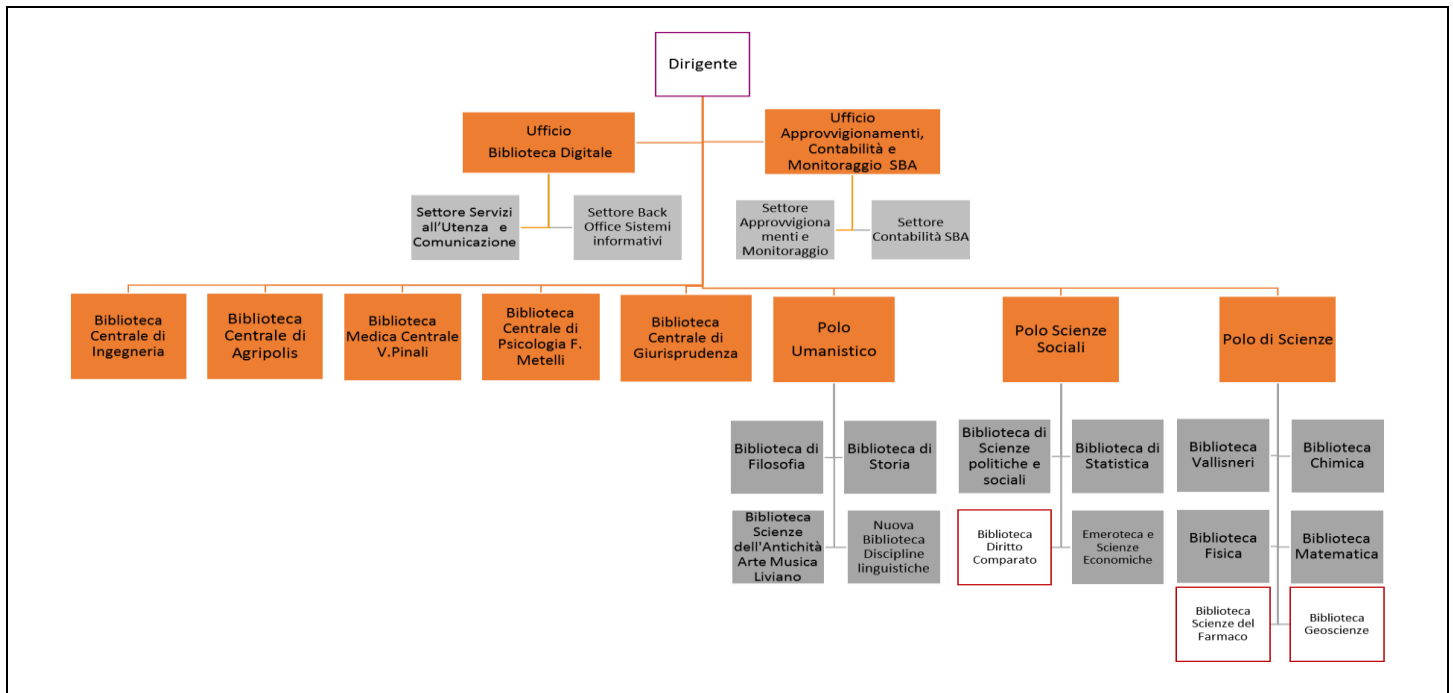 Dirigente
Ufficio
Biblioteca Digitale
Ufficio
Approvvigionamenti,
Contabilità e
Monitoraggio SBA
Settore Servizi
all'Utenza e
Comunicazione
Settore Back
Office Sistemi
informativi
Settore
Approvvigiona
menti e
Monitoraggio
Settore
Contabilità SBA
Biblioteca
Centrale di
Ingegneria
Biblioteca
Centrale di
Agripolis
Biblioteca
Medica Centrale
V.Pinali
Biblioteca
Centrale di
Psicologia F.
Metelli
Biblioteca
Centrale di
Giurisprudenza
Polo
Umanistico
Polo Scienze
Sociali
Polo di Scienze
Biblioteca di
Filosofia
Biblioteca di
Storia
Biblioteca di
Scienze
politiche e
sociali
Biblioteca di
Statistica
Biblioteca
Vallisneri
Biblioteca
Chimica
Biblioteca
Scienze
dell'Antichità
Arte Musica
Liviano
Nuova
Biblioteca
Discipline
linguistiche
Biblioteca
Diritto
Comparato
Emeroteca e
Scienze
Economiche
Biblioteca
Fisica
Biblioteca
Matematica
Biblioteca
Scienze del
Farmaco
Biblioteca
Geoscienze